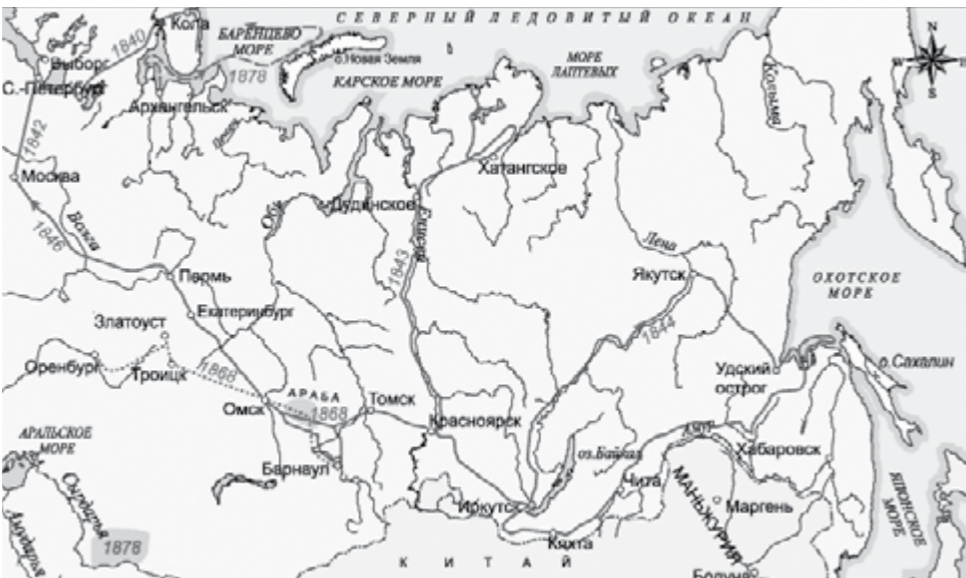 СЕВЕРНЫЙ ЛЕДОВИТЫЙ ОКЕАН
Кола
1840
БАРЕНЦЕВО
МОРЕ
о.Новая Земля
N
W
S
Выборг
1878
КАРСКОЕ МОРЕ
МОРЕ
ЛАПТЕВЫХ
Колыма
С.-Петербург
Архангельск
1842
Москва
Хатангское
Волга
1846
Обь
Дудинское
Енисей
1843
Лена
Якутск
ОХОТСКОЕ
МОРЕ
Пермь
Екатеринбург
Златоуст
1844
Оренбург
Троицк
1868
Удский
острог
о.Сахалин
АРАБА
Омск
1868
Томск
Красноярск
АРАЛЬСКОЕ
МОРЕ
Барнаул
оз.Байкал
Хабаровск
Чита
МАНЬЧЖУРИЯ
Маргень
ЯПОНСКОЕ
МОРЕ
Сырдарья
Амударья
1878
Иркутск
Кяхта
КИТАЙ